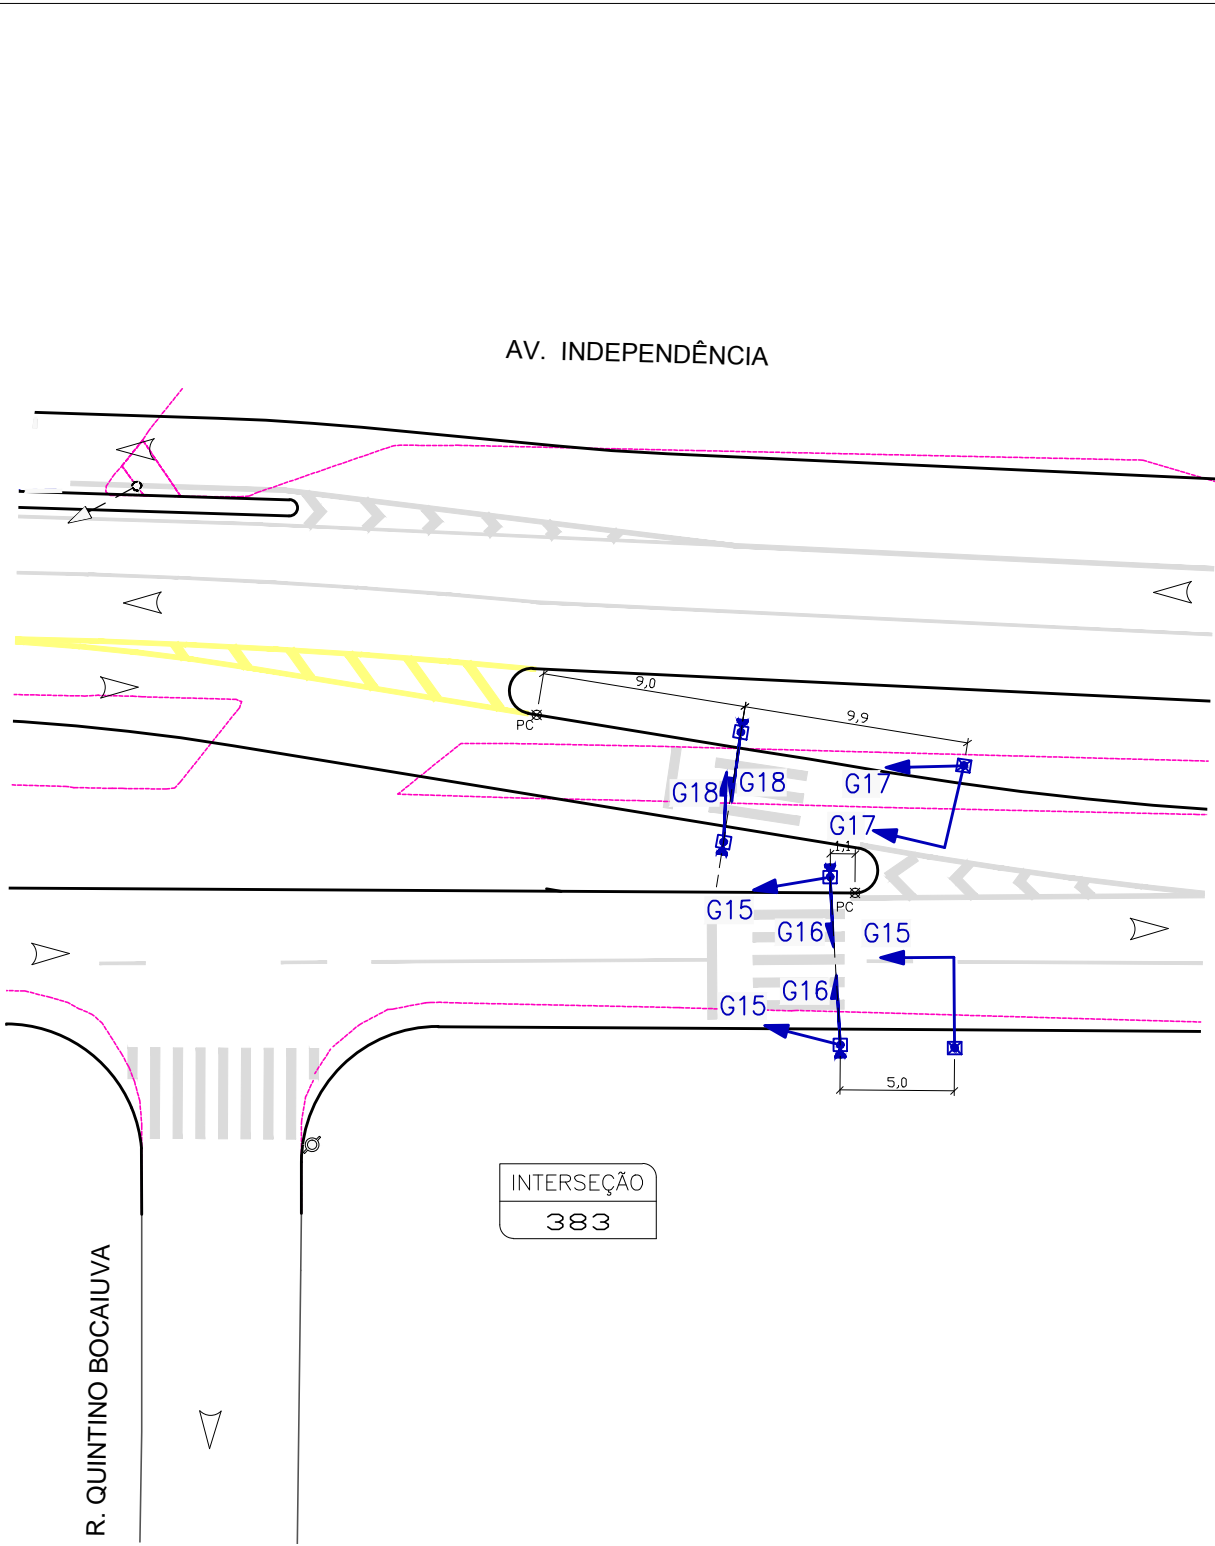 AV. INDEPENDÊNCIA
9,0
9,9
PC
G18
G18
G17
G17
1,1
G15
PC
G16
G15
G16
G15
5,0
INTERSEÇÃO
383
R. QUINTINO BOCAIUVA